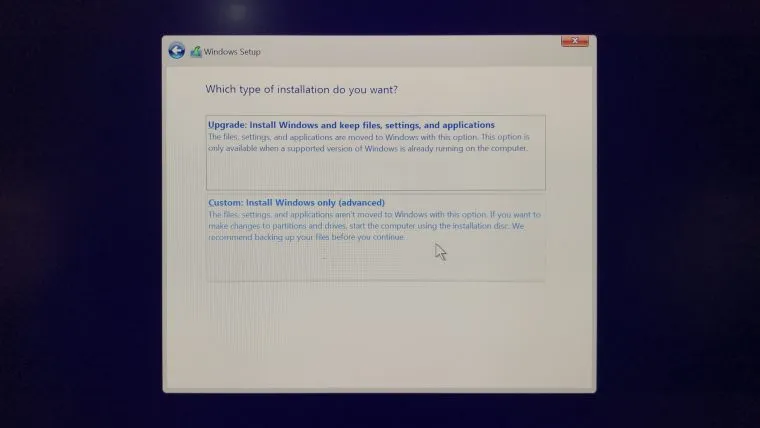 Windows Setup
Which type of installation do you want?
Upgrade: Install Windows and keep files, settings, and applications
The files, settings, and applications are moved to Windows with this option. This option is
only available when a supported version of Windows is already running on the computer.
Custom: Install Windows only (advanced)
The files, settings, and applications aren't moved to Windows with this option. If you want to
make changes to partitions and drives, start the computer using the installation disc. We
recommend backing up your files before you continue.